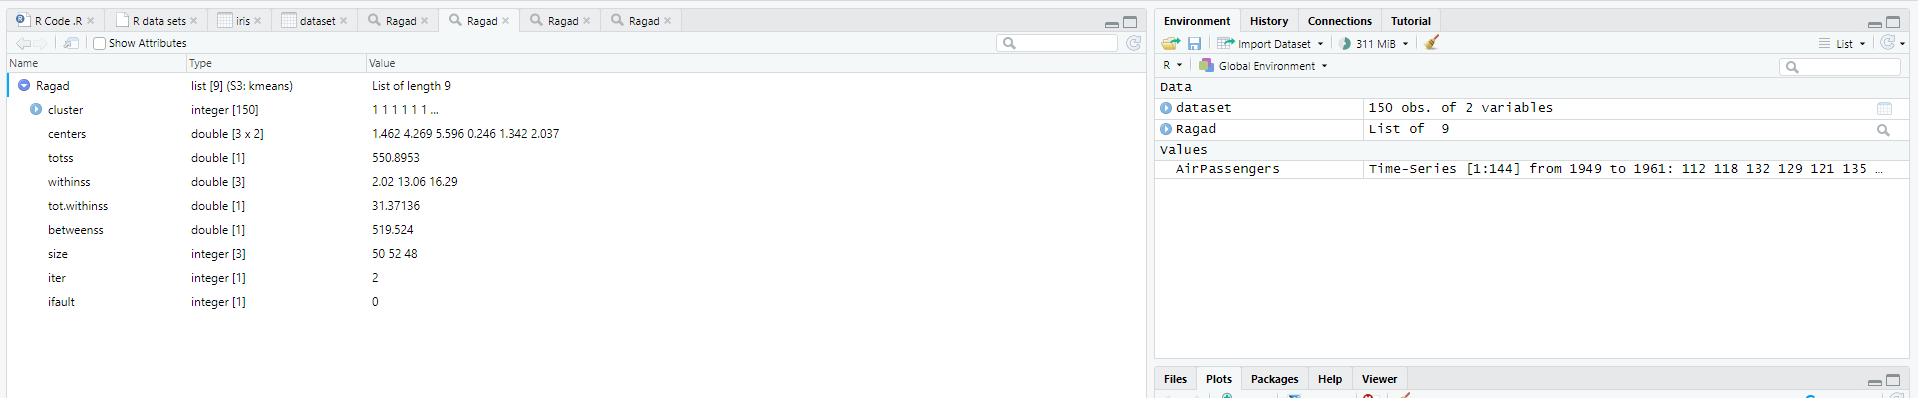 R Code .R
R data sets
iris
dataset
Ragad
Ragad
Ragad
Ragad
Show Attributes
Name Type Value
Ragad list [9] (S3: kmeans) List of length 9
cluster integer [150] 1 1 1 1 1 1 ...
centers double [3 x 2] 1.462 4.269 5.596 0.246 1.342 2.037
totss double [1] 550.8953
withinss double [3] 2.02 13.06 16.29
tot.withinss double [1] 31.37136
betweenss double [1] 519.524
size integer [3] 50 52 48
iter integer [1] 2
ifault integer [1] 0
Environment History Connections Tutorial
Import Dataset 311 MiB List
R Global Environment
Data
dataset 150 obs. of 2 variables
Ragad List of 9
Values
AirPassengers Time-Series [1:144] from 1949 to 1961: 112 118 132 129 121 135 …
Files Plots Packages Help Viewer